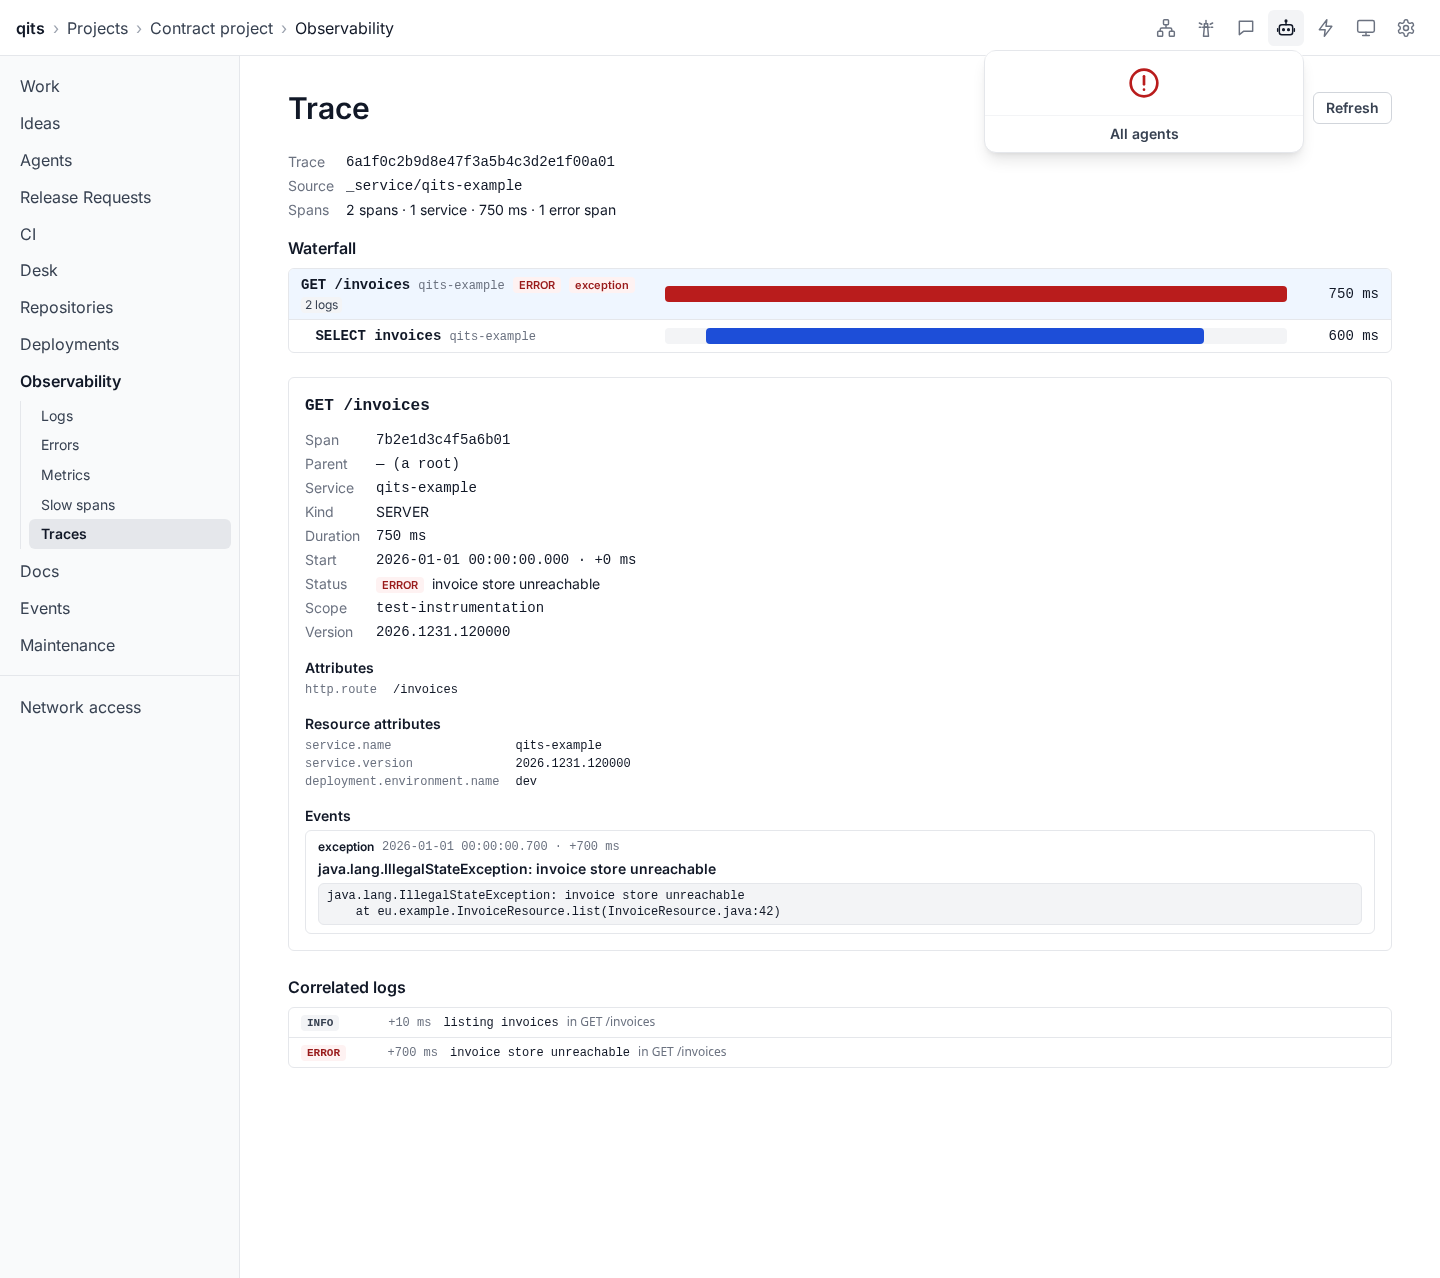 qits › Projects › Contract project › Observability
Work
Ideas
Agents
Release Requests
CI
Desk
Repositories
Deployments
Observability
Logs
Errors
Metrics
Slow spans
Traces
Docs
Events
Maintenance
Network access
All agents
Trace
Refresh
Trace 6a1f0c2b9d8e47f3a5b4c3d2e1f00a01
Source _service/qits-example
Spans 2 spans · 1 service · 750 ms · 1 error span
Waterfall
GET /invoices qits-example ERROR exception
2 logs
750 ms
SELECT invoices qits-example 600 ms
GET /invoices
Span 7b2e1d3c4f5a6b01
Parent — (a root)
Service qits-example
Kind SERVER
Duration 750 ms
Start 2026-01-01 00:00:00.000 · +0 ms
Status ERROR invoice store unreachable
Scope test-instrumentation
Version 2026.1231.120000
Attributes
http.route /invoices
Resource attributes
service.name qits-example
service.version 2026.1231.120000
deployment.environment.name dev
Events
exception 2026-01-01 00:00:00.700 · +700 ms
java.lang.IllegalStateException: invoice store unreachable
java.lang.IllegalStateException: invoice store unreachable
at eu.example.InvoiceResource.list(InvoiceResource.java:42)
Correlated logs
INFO +10 ms listing invoices in GET /invoices
ERROR +700 ms invoice store unreachable in GET /invoices